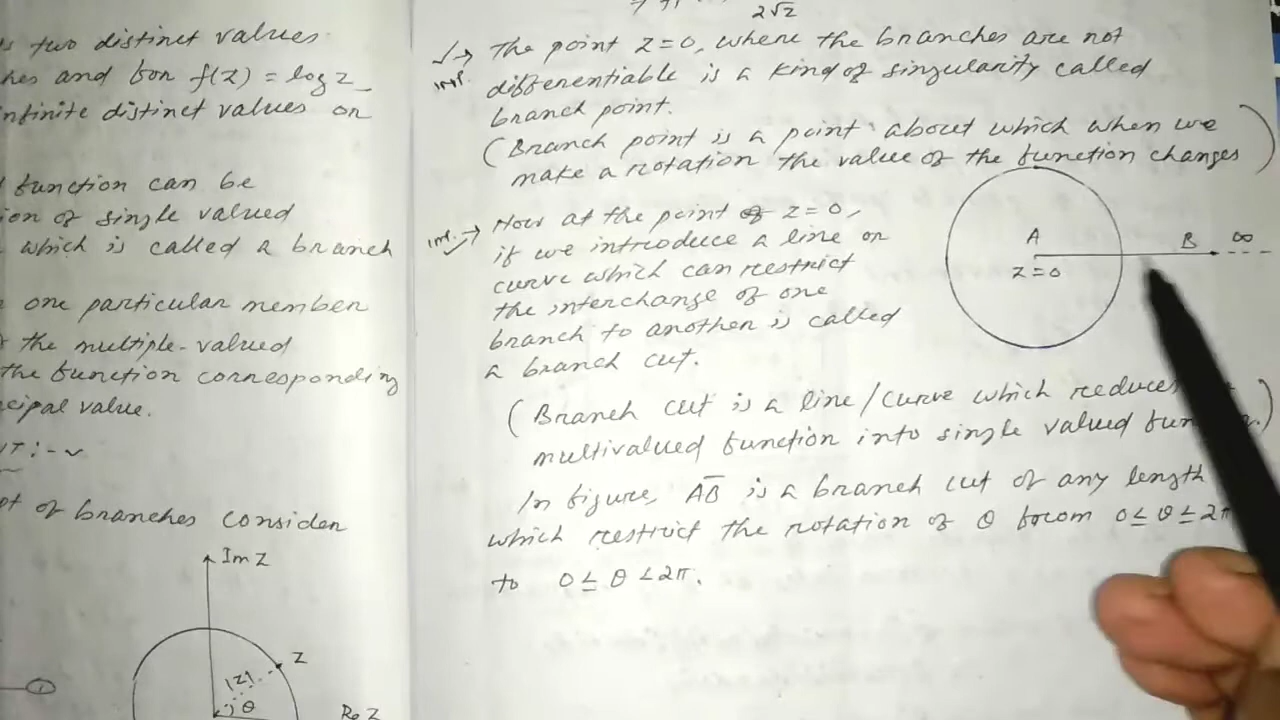 two distinct values
and for f(z) = log z
infinite distinct values or
function can be
of single valued
which is called a branch
one particular member
the multiple-valued
the function corresponding
value.
of branches consider
Im z
z
|z|
θ
Re z
1
2√z
→ The point z=0, where the branches are not
Imp.
differentiable is a kind of singularity called
branch point.
(Branch point is a point about which when we
make a rotation the value of the function changes)
Imp. → Now at the point of z=0,
if we introduce a line or
curve which can restrict
the interchange of one
branch to another is called
a branch cut.
A
z=0
B
∞
(Branch cut is a line/curve which reduces
multivalued function into single valued
In figure, AB is a branch cut of any length
which restrict the rotation of θ from 0≤θ≤2π
to 0≤θ<2π.